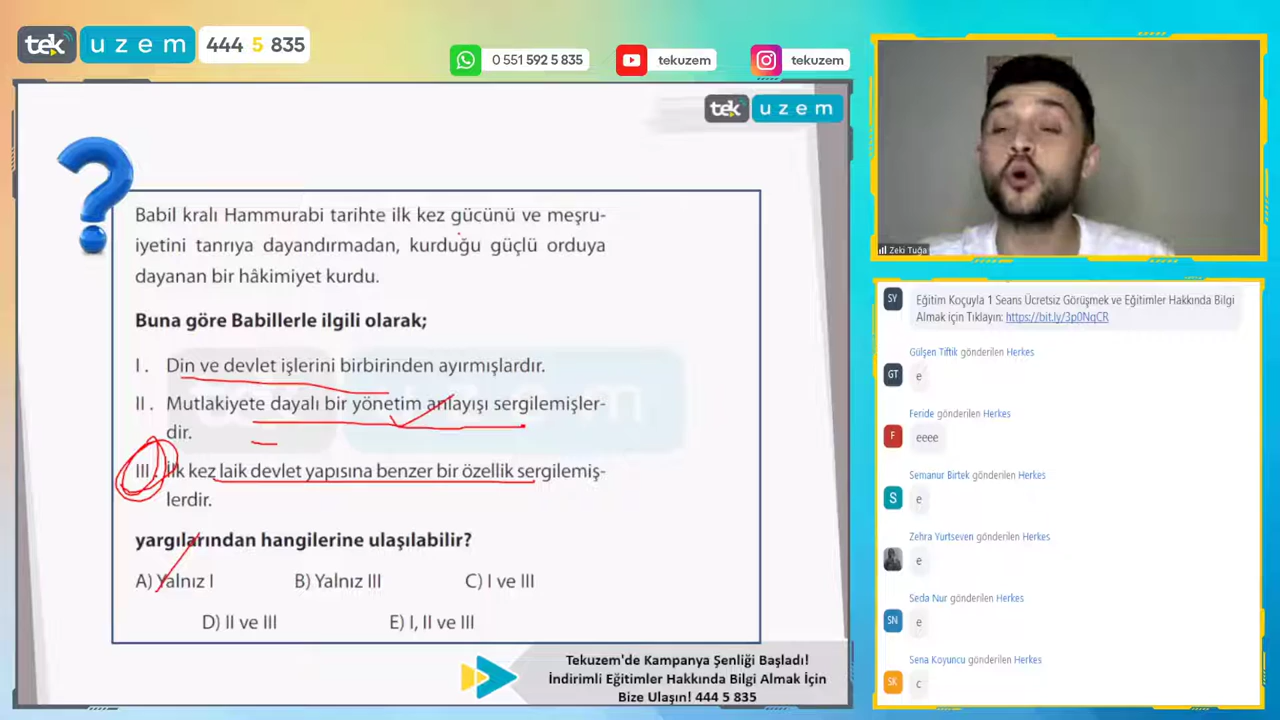 tek uzem 444 5 835
0 551 592 5 835
tekuzem
tekuzem
tek uzem
Babil kralı Hammurabi tarihte ilk kez gücünü ve meşru-
iyetini tanrıya dayandırmadan, kurduğu güçlü orduya
dayanan bir hâkimiyet kurdu.
Buna göre Babillerle ilgili olarak;
I . Din ve devlet işlerini birbirinden ayırmışlardır.
II . Mutlakiyete dayalı bir yönetim anlayışı sergilemişler-
dir.
III . İlk kez laik devlet yapısına benzer bir özellik sergilemiş-
lerdir.
yargılarından hangilerine ulaşılabilir?
A) Yalnız I B) Yalnız III C) I ve III
D) II ve III E) I, II ve III
Tekuzem'de Kampanya Şenliği Başladı!
İndirimli Eğitimler Hakkında Bilgi Almak İçin
Bize Ulaşın! 444 5 835
Zeki Tuğa
SY
Eğitim Koçuyla 1 Seans Ücretsiz Görüşmek ve Eğitimler Hakkında Bilgi
Almak için Tıklayın: https://bit.ly/3p0NqCR
Gülşen Tiftik gönderilen Herkes
GT e
Feride gönderilen Herkes
F eeee
Semanur Birtek gönderilen Herkes
S e
Zehra Yurtseven gönderilen Herkes
e
Seda Nur gönderilen Herkes
SN e
Sena Koyuncu gönderilen Herkes
SK c